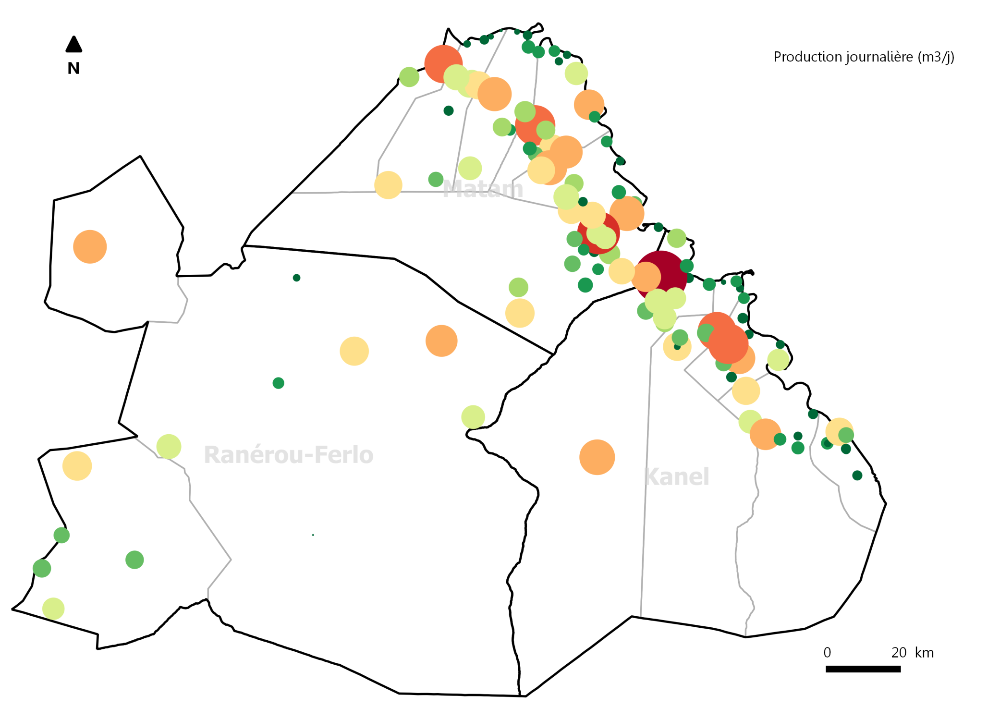 N
Production journalière (m3/j)
Matam
Ranérou-Ferlo
Kanel
0 20 km